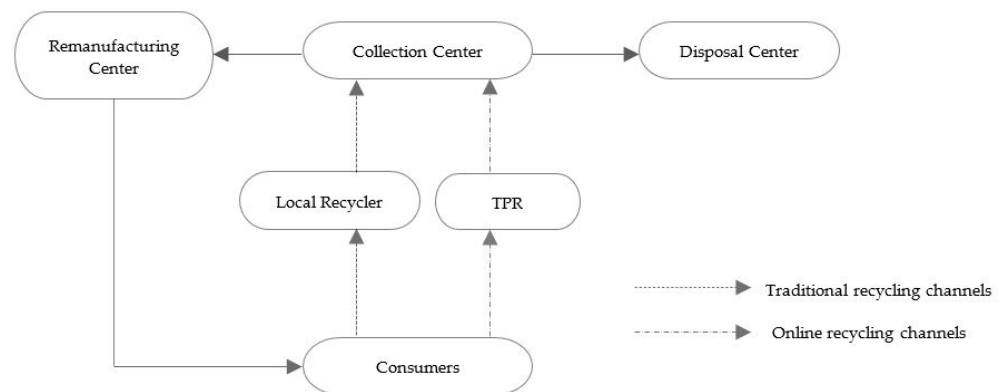 Remanufacturing
Center
Collection Center
Disposal Center
Local Recycler
TPR
Traditional recycling channels
Online recycling channels
Consumers